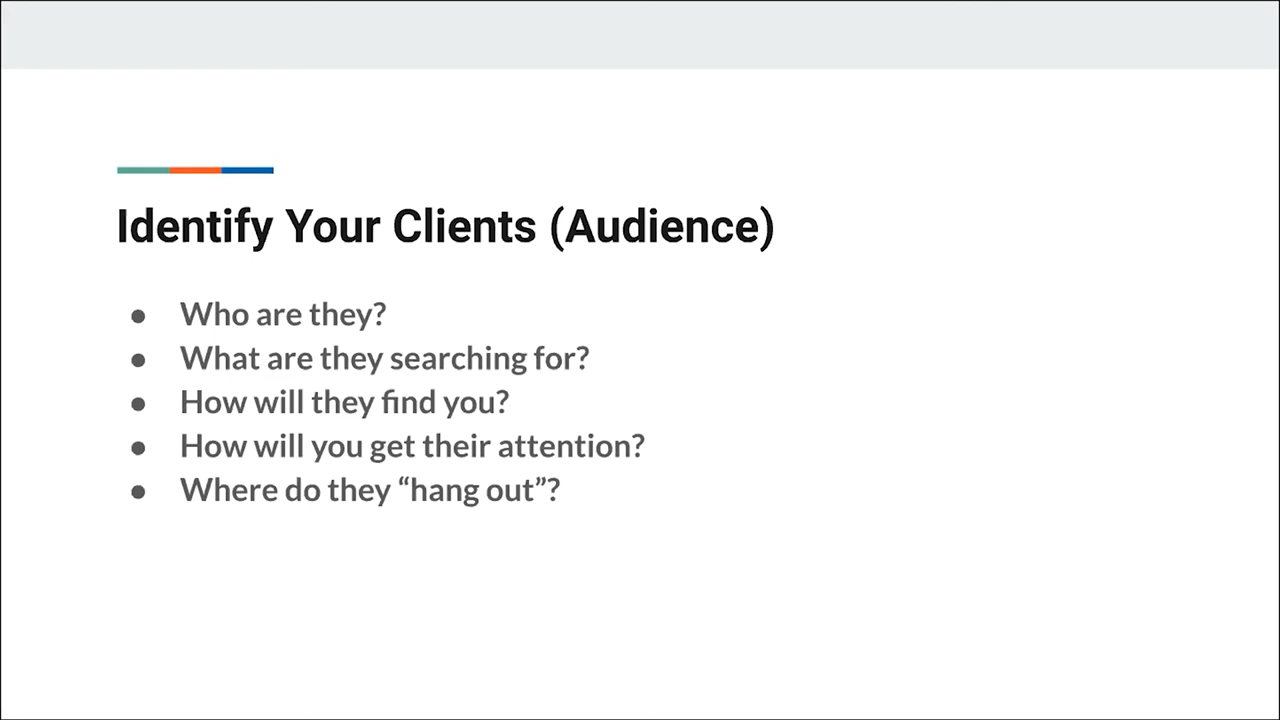 Identify Your Clients (Audience)
● Who are they?
● What are they searching for?
● How will they find you?
● How will you get their attention?
● Where do they “hang out”?